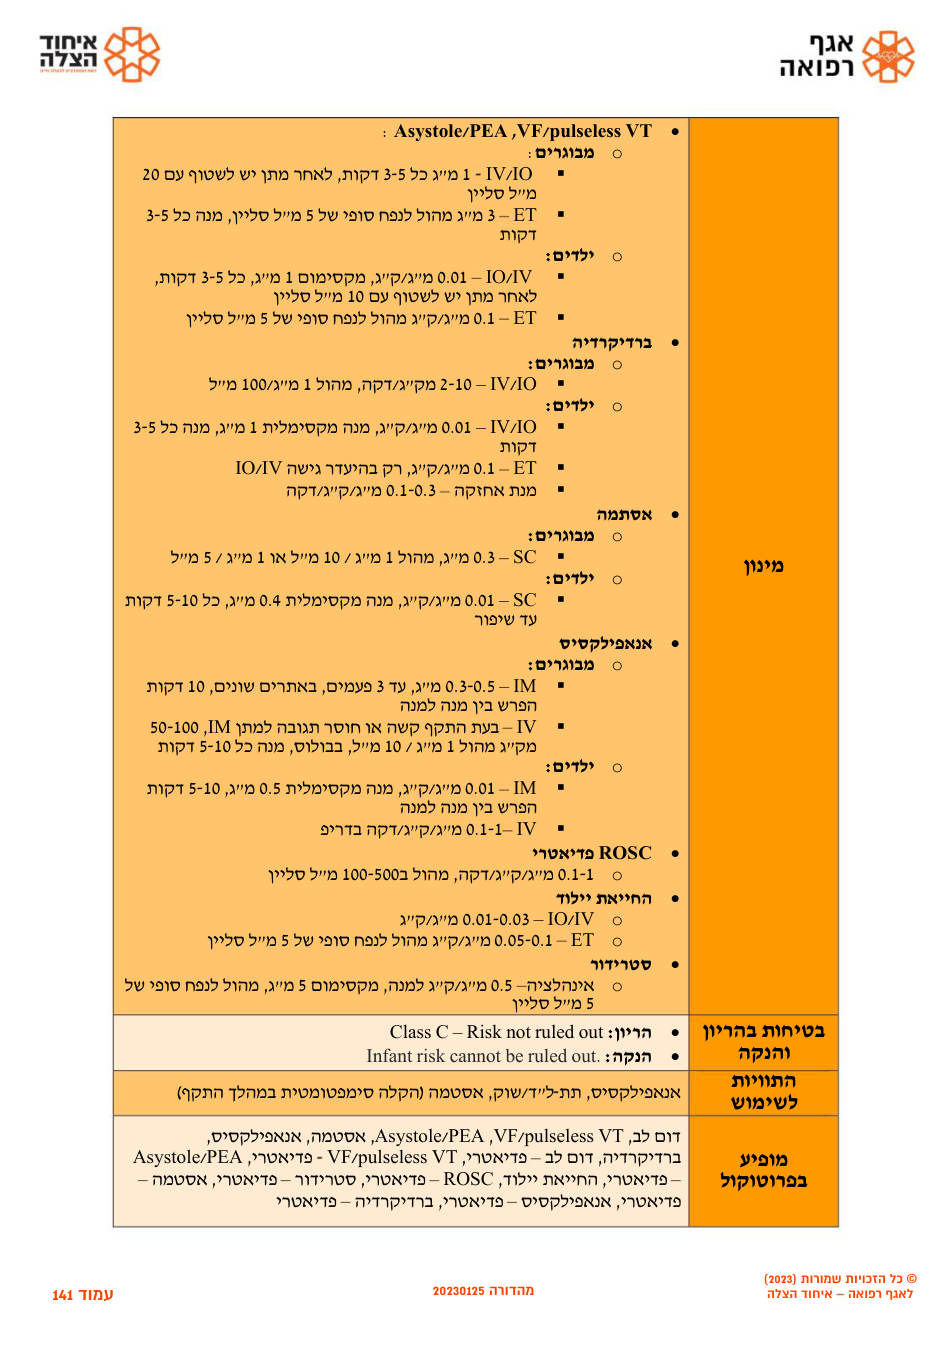 אגף
רפואה
איחוד
הצלה
מינון
• Asystole/PEA ,VF/pulseless VT :
o מבוגרים:
▪ IV/IO - 1 מ״ג כל 3-5 דקות, לאחר מתן יש לשטוף עם 20
מ״ל סליין
▪ ET – 3 מ״ג מהול לנפח סופי של 5 מ״ל סליין, מנה כל 3-5
דקות
o ילדים:
▪ IO/IV – 0.01 מ״ג/ק״ג, מקסימום 1 מ״ג, כל 3-5 דקות,
לאחר מתן יש לשטוף עם 10 מ״ל סליין
▪ ET – 0.1 מ״ג/ק״ג מהול לנפח סופי של 5 מ״ל סליין
• ברדיקרדיה
o מבוגרים:
▪ IV/IO – 2-10 מק״ג/דקה, מהול 1 מ״ג/100 מ״ל
o ילדים:
▪ IV/IO – 0.01 מ״ג/ק״ג, מנה מקסימלית 1 מ״ג, מנה כל 3-5
דקות
▪ ET – 0.1 מ״ג/ק״ג, רק בהיעדר גישה IO/IV
▪ מנת אחזקה – 0.1-0.3 מ״ג/ק״ג/דקה
• אסתמה
o מבוגרים:
▪ SC – 0.3 מ״ג, מהול 1 מ״ג / 10 מ״ל או 1 מ״ג / 5 מ״ל
o ילדים:
▪ SC – 0.01 מ״ג/ק״ג, מנה מקסימלית 0.4 מ״ג, כל 5-10 דקות
עד שיפור
• אנאפילקסיס
o מבוגרים:
▪ IM – 0.3-0.5 מ״ג, עד 3 פעמים, באתרים שונים, 10 דקות
הפרש בין מנה למנה
▪ IV – בעת התקף קשה או חוסר תגובה למתן IM, 50-100
מק״ג מהול 1 מ״ג / 10 מ״ל, בבולוס, מנה כל 5-10 דקות
o ילדים:
▪ IM – 0.01 מ״ג/ק״ג, מנה מקסימלית 0.5 מ״ג, 5-10 דקות
הפרש בין מנה למנה
▪ IV –0.1-1 מ״ג/ק״ג/דקה בדריפ
• ROSC פדיאטרי
o 0.1-1 מ״ג/ק״ג/דקה, מהול ב100-500 מ״ל סליין
• החייאת יילוד
o IO/IV – 0.01-0.03 מ״ג/ק״ג
o ET – 0.05-0.1 מ״ג/ק״ג מהול לנפח סופי של 5 מ״ל סליין
• סטרידור
o אינהלציה– 0.5 מ״ג/ק״ג למנה, מקסימום 5 מ״ג, מהול לנפח סופי של
5 מ״ל סליין
בטיחות בהריון
והנקה
• הריון: Class C – Risk not ruled out
• הנקה: Infant risk cannot be ruled out.
התוויות
לשימוש
אנאפילקסיס, תת-ל״ד/שוק, אסטמה (הקלה סימפטומטית במהלך התקף)
מופיע
בפרוטוקול
דום לב, Asystole/PEA ,VF/pulseless VT, אסטמה, אנאפילקסיס,
ברדיקרדיה, דום לב – פדיאטרי, VF/pulseless VT - פדיאטרי, Asystole/PEA
– פדיאטרי, החייאת יילוד, ROSC – פדיאטרי, סטרידור – פדיאטרי, אסטמה –
פדיאטרי, אנאפילקסיס – פדיאטרי, ברדיקרדיה – פדיאטרי
© כל הזכויות שמורות (2023)
לאגף רפואה – איחוד הצלה
מהדורה 20230125
עמוד 141